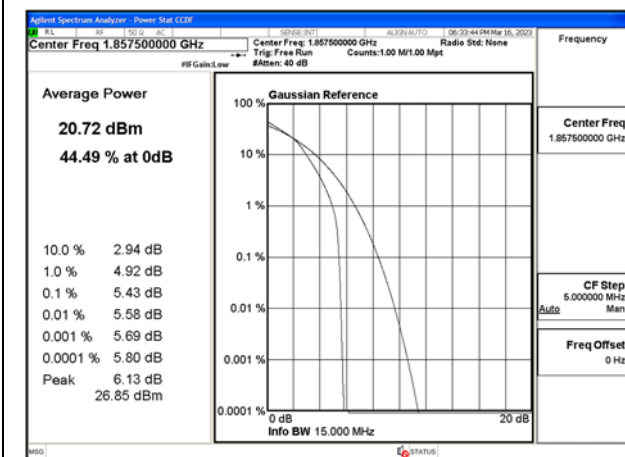 Agilent Spectrum Analyzer - Power Stat CCDF
RL RF 50 Ω AC SENSE:INT ALIGN AUTO 06:33:44 PM Mar 16, 2023
Center Freq 1.857500000 GHz
Center Freq: 1.857500000 GHz Radio Std: None
Trig: Free Run Counts:1.00 M/1.00 Mpt
#IFGain:Low #Atten: 40 dB
Frequency
Average Power
20.72 dBm
44.49 % at 0dB
10.0 % 2.94 dB
1.0 % 4.92 dB
0.1 % 5.43 dB
0.01 % 5.58 dB
0.001 % 5.69 dB
0.0001 % 5.80 dB
Peak 6.13 dB
26.85 dBm
Gaussian Reference
100 %
10 %
1 %
0.1 %
0.01 %
0.001 %
0.0001 %
0 dB 20 dB
Info BW 15.000 MHz
Center Freq
1.857500000 GHz
CF Step
5.000000 MHz
Auto Man
Freq Offset
0 Hz
MSG STATUS